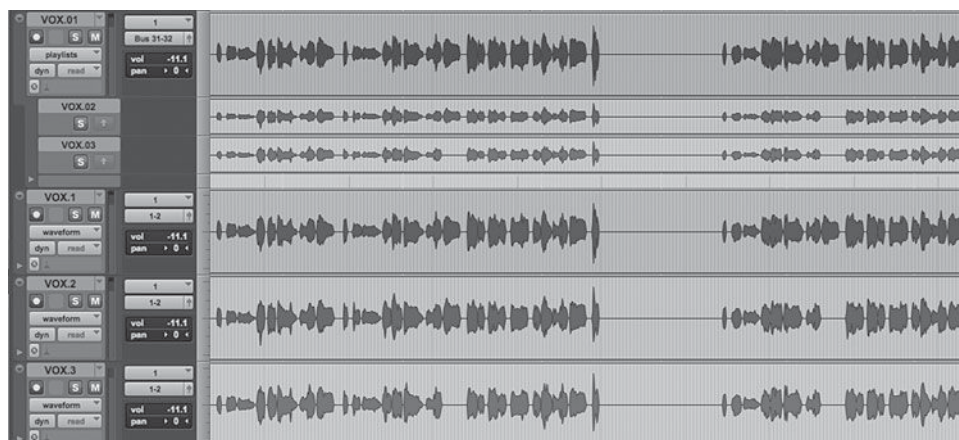 VOX.01
S M
playlists
dyn read
1
Bus 31-32
vol -11.1
pan 0
VOX.02
S
VOX.03
S
VOX.1
S M
waveform
dyn read
1
1-2
vol -11.1
pan 0
VOX.2
S M
waveform
dyn read
1
1-2
vol -11.1
pan 0
VOX.3
S M
waveform
dyn read
1
1-2
vol -11.1
pan 0